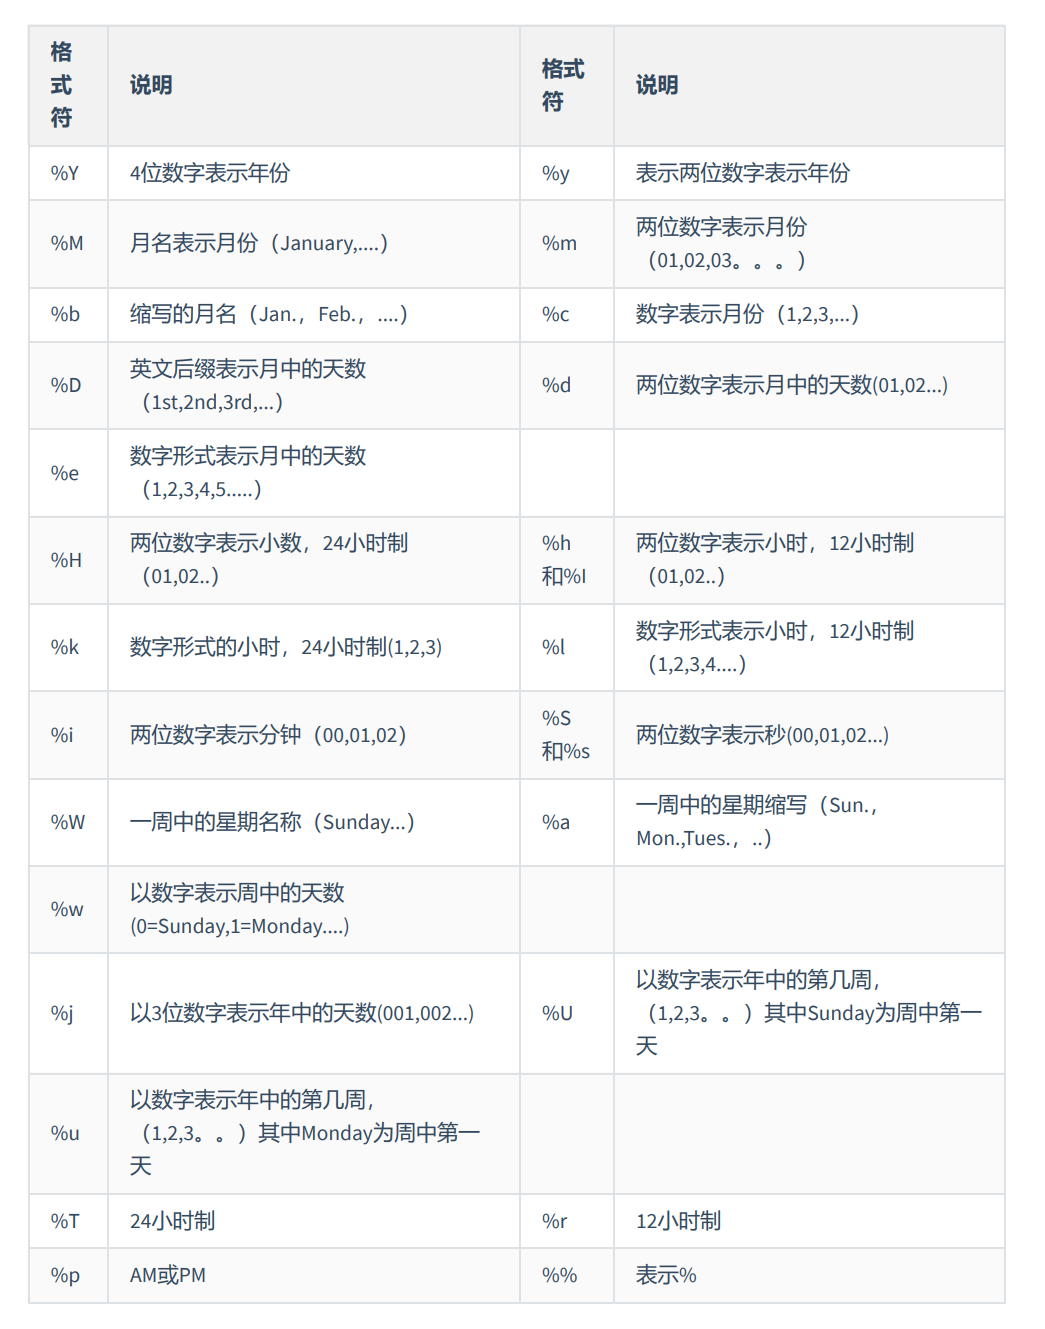 格
式
符
说明
格式
符
说明
%Y
4位数字表示年份
%y
表示两位数字表示年份
%M
月名表示月份（January,....）
%m
两位数字表示月份
（01,02,03。。。）
%b
缩写的月名（Jan.，Feb.，....）
%c
数字表示月份（1,2,3,...）
%D
英文后缀表示月中的天数
（1st,2nd,3rd,...）
%d
两位数字表示月中的天数(01,02...)
%e
数字形式表示月中的天数
（1,2,3,4,5.....）
%H
两位数字表示小数，24小时制
（01,02..）
%h
和%I
两位数字表示小时，12小时制
（01,02..）
%k
数字形式的小时，24小时制(1,2,3)
%l
数字形式表示小时，12小时制
（1,2,3,4....）
%i
两位数字表示分钟（00,01,02）
%S
和%s
两位数字表示秒(00,01,02...)
%W
一周中的星期名称（Sunday...）
%a
一周中的星期缩写（Sun.，
Mon.,Tues.，..）
%w
以数字表示周中的天数
(0=Sunday,1=Monday....)
%j
以3位数字表示年中的天数(001,002...)
%U
以数字表示年中的第几周，
（1,2,3。。）其中Sunday为周中第一
天
%u
以数字表示年中的第几周，
（1,2,3。。）其中Monday为周中第一
天
%T
24小时制
%r
12小时制
%p
AM或PM
%%
表示%